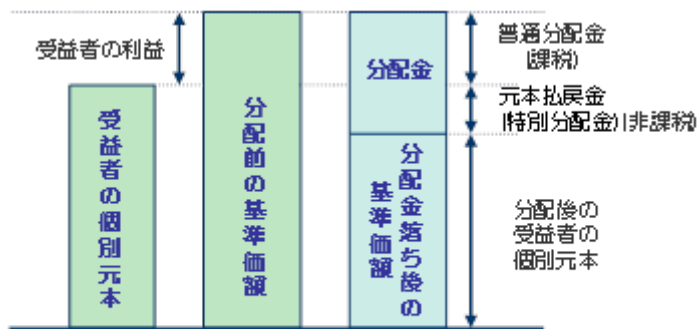 受益者の利益
受益者の個別元本
分配前の基準価額
分配金
分配金落ち後の
基準価額
普通分配金
(課税)
元本払戻金
(特別分配金)(非課税)
分配後の
受益者の
個別元本